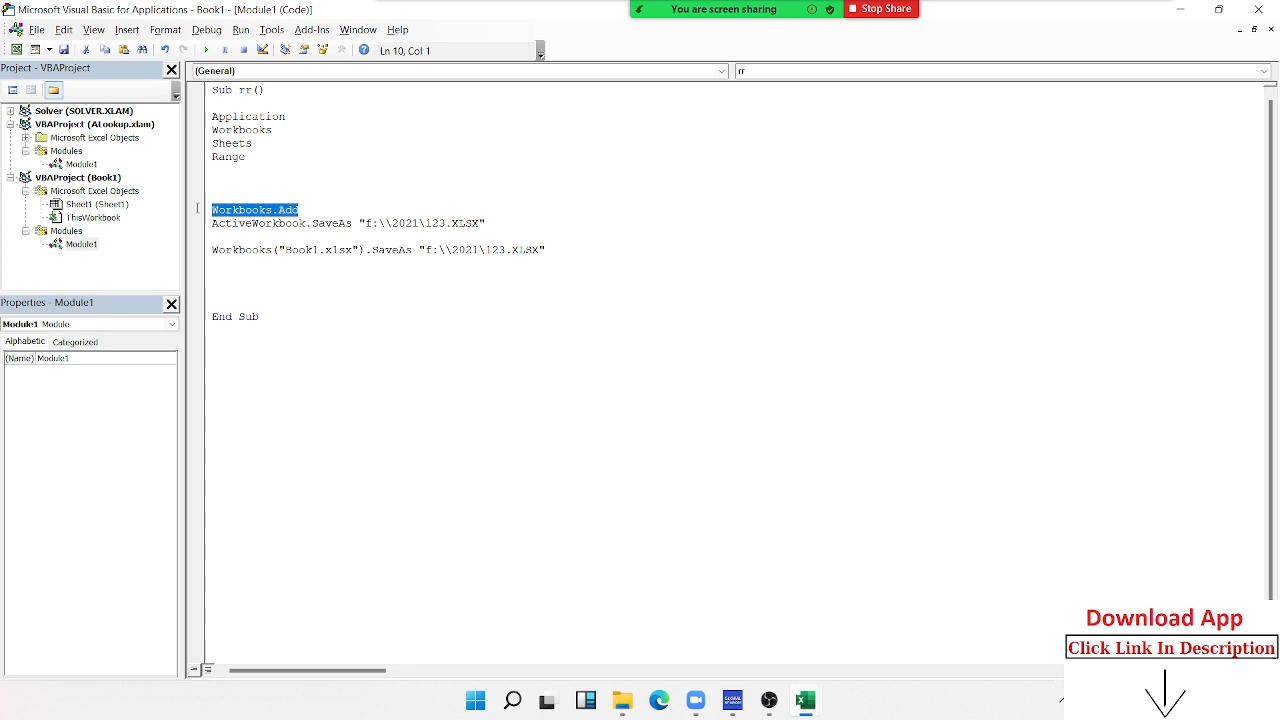 Microsoft Visual Basic for Applications - Book1 - [Module1 (Code)]
You are screen sharing
Stop Share
File Edit View Insert Format Debug Run Tools Add-Ins Window Help
Ln 10, Col 1
Project - VBAProject
(General)
rr
Solver (SOLVER.XLAM)
VBAProject (ALookup.xlam)
Microsoft Excel Objects
Modules
Module1
VBAProject (Book1)
Microsoft Excel Objects
Sheet1 (Sheet1)
ThisWorkbook
Modules
Module1
Sub rr()
Application
Workbooks
Sheets
Range
Workbooks.Add
ActiveWorkbook.SaveAs "f:\\2021\123.XLSX"
Workbooks("Book1.xlsx").SaveAs "f:\\2021\123.XLSX"
End Sub
Properties - Module1
Module1 Module
Alphabetic Categorized
(Name) Module1
Download App
Click Link In Description